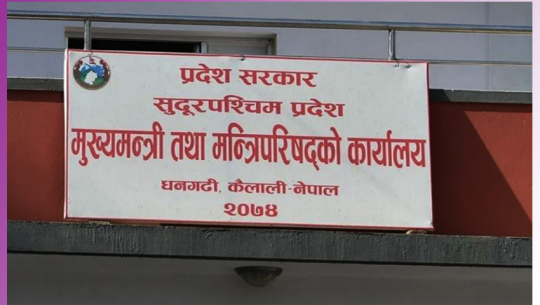 प्रदेश सरकार
सुदूरपश्चिम प्रदेश
मुख्यमन्त्री तथा मन्त्रिपरिषद्को कार्यालय
धनगढी, कैलाली-नेपाल
२०७४